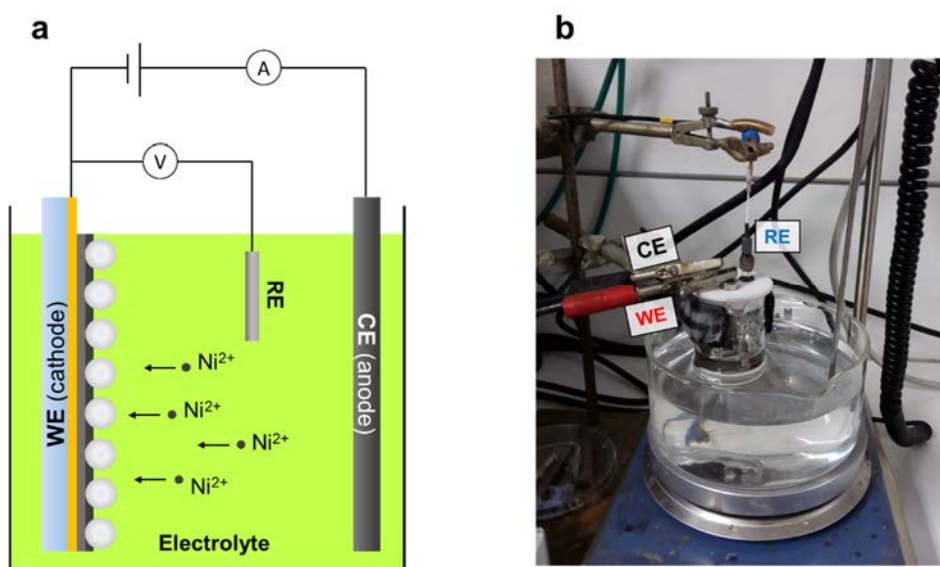 a
A
V
WE (cathode)
RE
CE (anode)
Ni²⁺
Ni²⁺
Ni²⁺
Ni²⁺
Electrolyte
b
CE
RE
WE